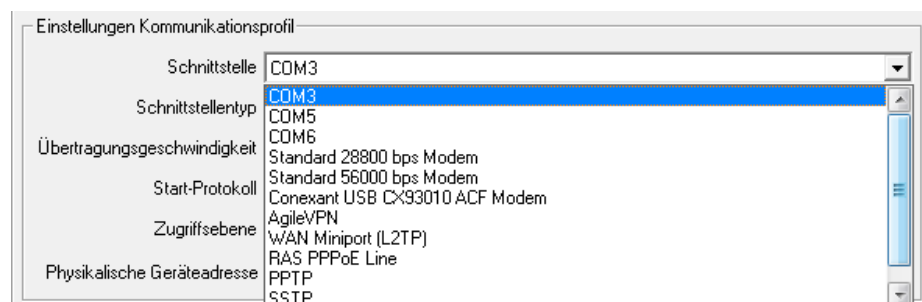 Einstellungen Kommunikationsprofil
Schnittstelle COM3
Schnittstellentyp
Übertragungsgeschwindigkeit
Start-Protokoll
Zugriffsebene
Physikalische Geräteadresse
COM3
COM5
COM6
Standard 28800 bps Modem
Standard 56000 bps Modem
Conexant USB CX93010 ACF Modem
AgileVPN
WAN Miniport (L2TP)
RAS PPPoE Line
PPTP
SSTP